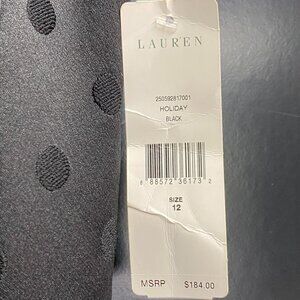 LAUREN
250592817001
HOLIDAY
BLACK
8 88572 36173 2
SIZE
12
MSRP $184.00